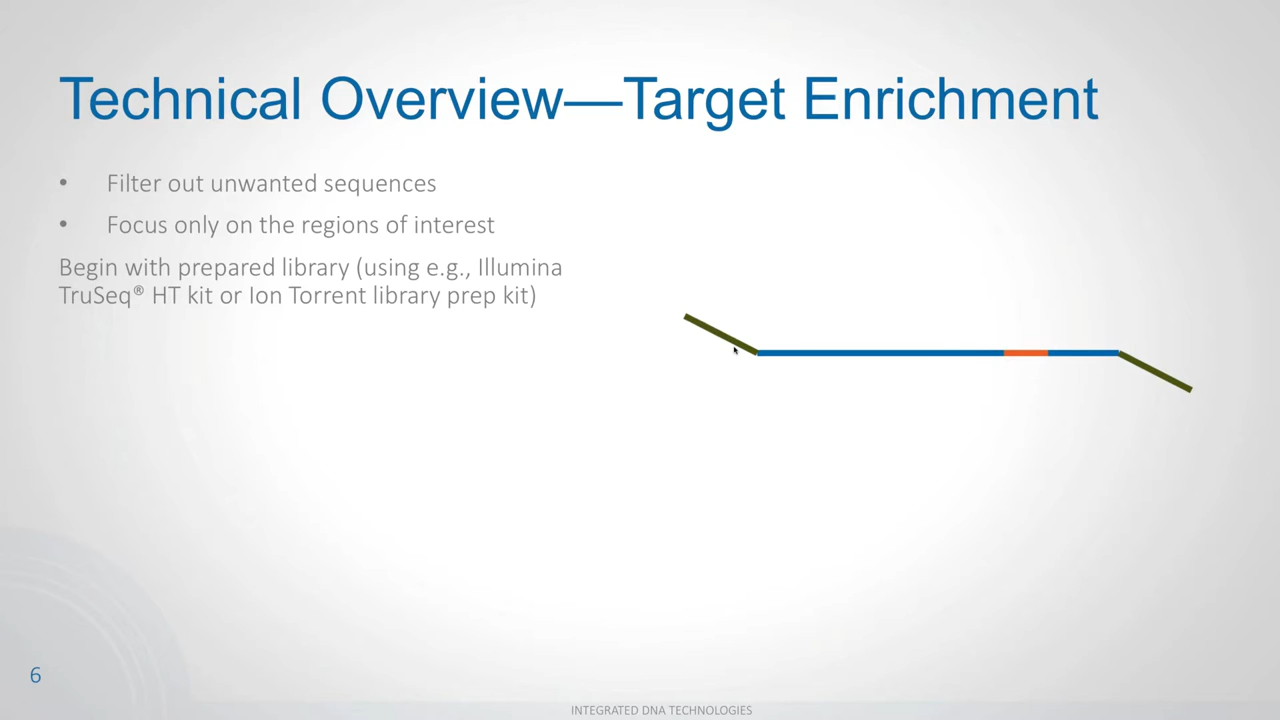 Technical Overview—Target Enrichment
• Filter out unwanted sequences
• Focus only on the regions of interest
Begin with prepared library (using e.g., Illumina
TruSeq® HT kit or Ion Torrent library prep kit)
6
INTEGRATED DNA TECHNOLOGIES